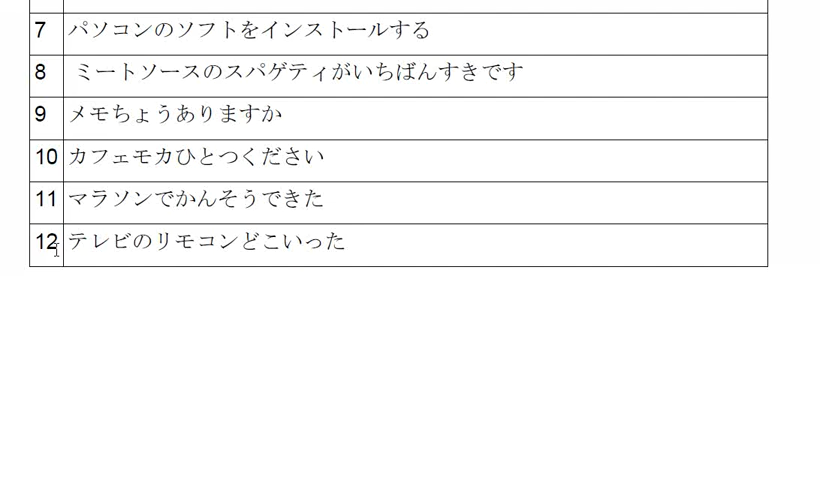 7 パソコンのソフトをインストールする
8 ミートソースのスパゲティがいちばんすきです
9 メモちょうありますか
10 カフェモカひとつください
11 マラソンでかんそうできた
12 テレビのリモコンどこいった